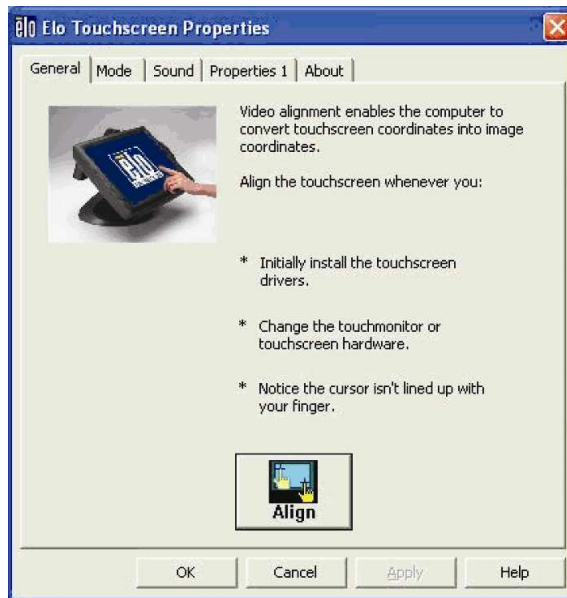 elo Elo Touchscreen Properties
General Mode Sound Properties 1 About
Video alignment enables the computer to
convert touchscreen coordinates into image
coordinates.
Align the touchscreen whenever you:
elo
* Initially install the touchscreen
drivers.
* Change the touchmonitor or
touchscreen hardware.
* Notice the cursor isn't lined up with
your finger.
Align
OK Cancel Apply Help